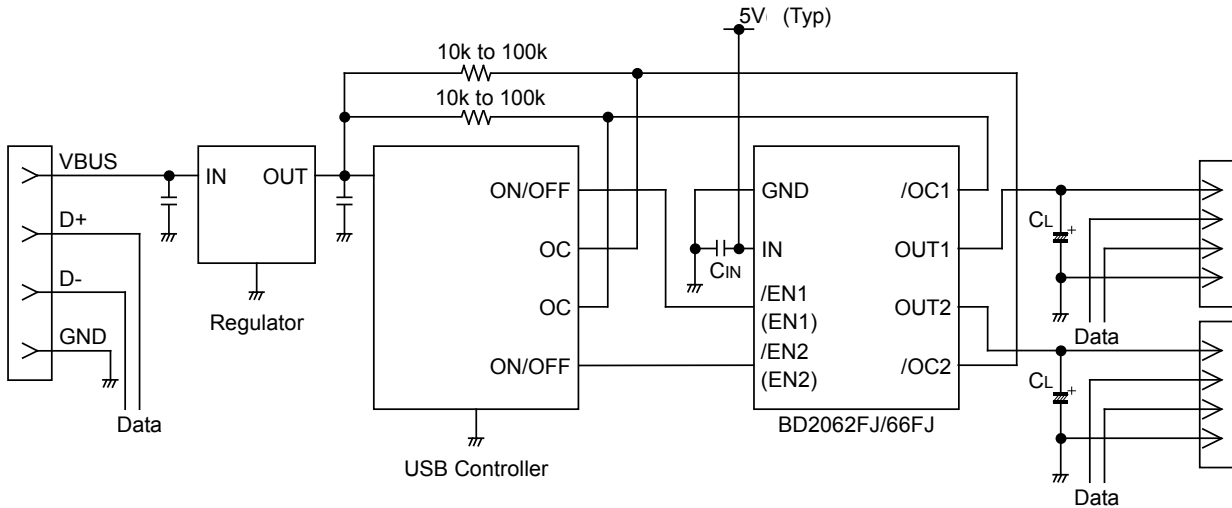 5V (Typ)
10k to 100k
10k to 100k
VBUS
D+
D-
GND
Data
IN OUT
Regulator
ON/OFF
OC
OC
ON/OFF
USB Controller
CIN
GND
IN
/EN1
(EN1)
/EN2
(EN2)
/OC1
OUT1
OUT2
/OC2
BD2062FJ/66FJ
CL
+
Data
CL
+
Data